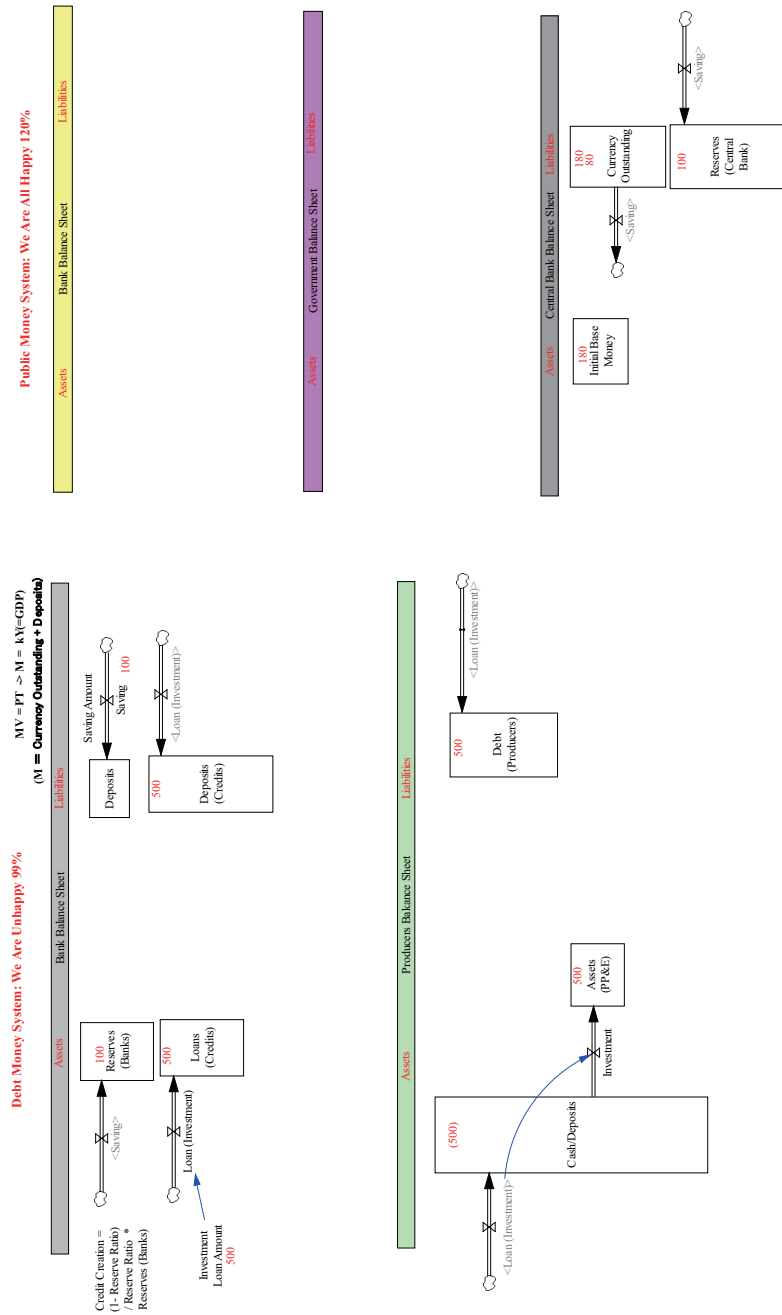 Debt Money System: We Are Unhappy 99%
MV = PT -> M = kY(=GDP)
(M = Currency Outstanding + Deposits)
Assets
Bank Balance Sheet
Liabilities
Credit Creation =
(1- Reserve Ratio)
/ Reserve Ratio *
Reserves (Banks)
<Saving>
100
Reserves
(Banks)
Deposits
Saving Amount
Saving
100
Loan (Investment)
500
Loans
(Credits)
Investment
Loan Amount
500
500
Deposits
(Credits)
<Loan (Investment)>
Assets
Producers Bakance Sheet
Liabilities
<Loan (Investment)>
(500)
Cash/Deposits
Investment
500
Assets
(PP&E)
500
Debt
(Producers)
<Loan (Investment)>
Public Money System: We Are All Happy 120%
Assets
Bank Balance Sheet
Liabilities
Assets
Government Balance Sheet
Liabilities
Assets
Central Bank Balance Sheet
Liabilities
180
Initial Base
Money
<Saving>
180
80
Currency
Outstanding
100
Reserves
(Central
Bank)
<Saving>